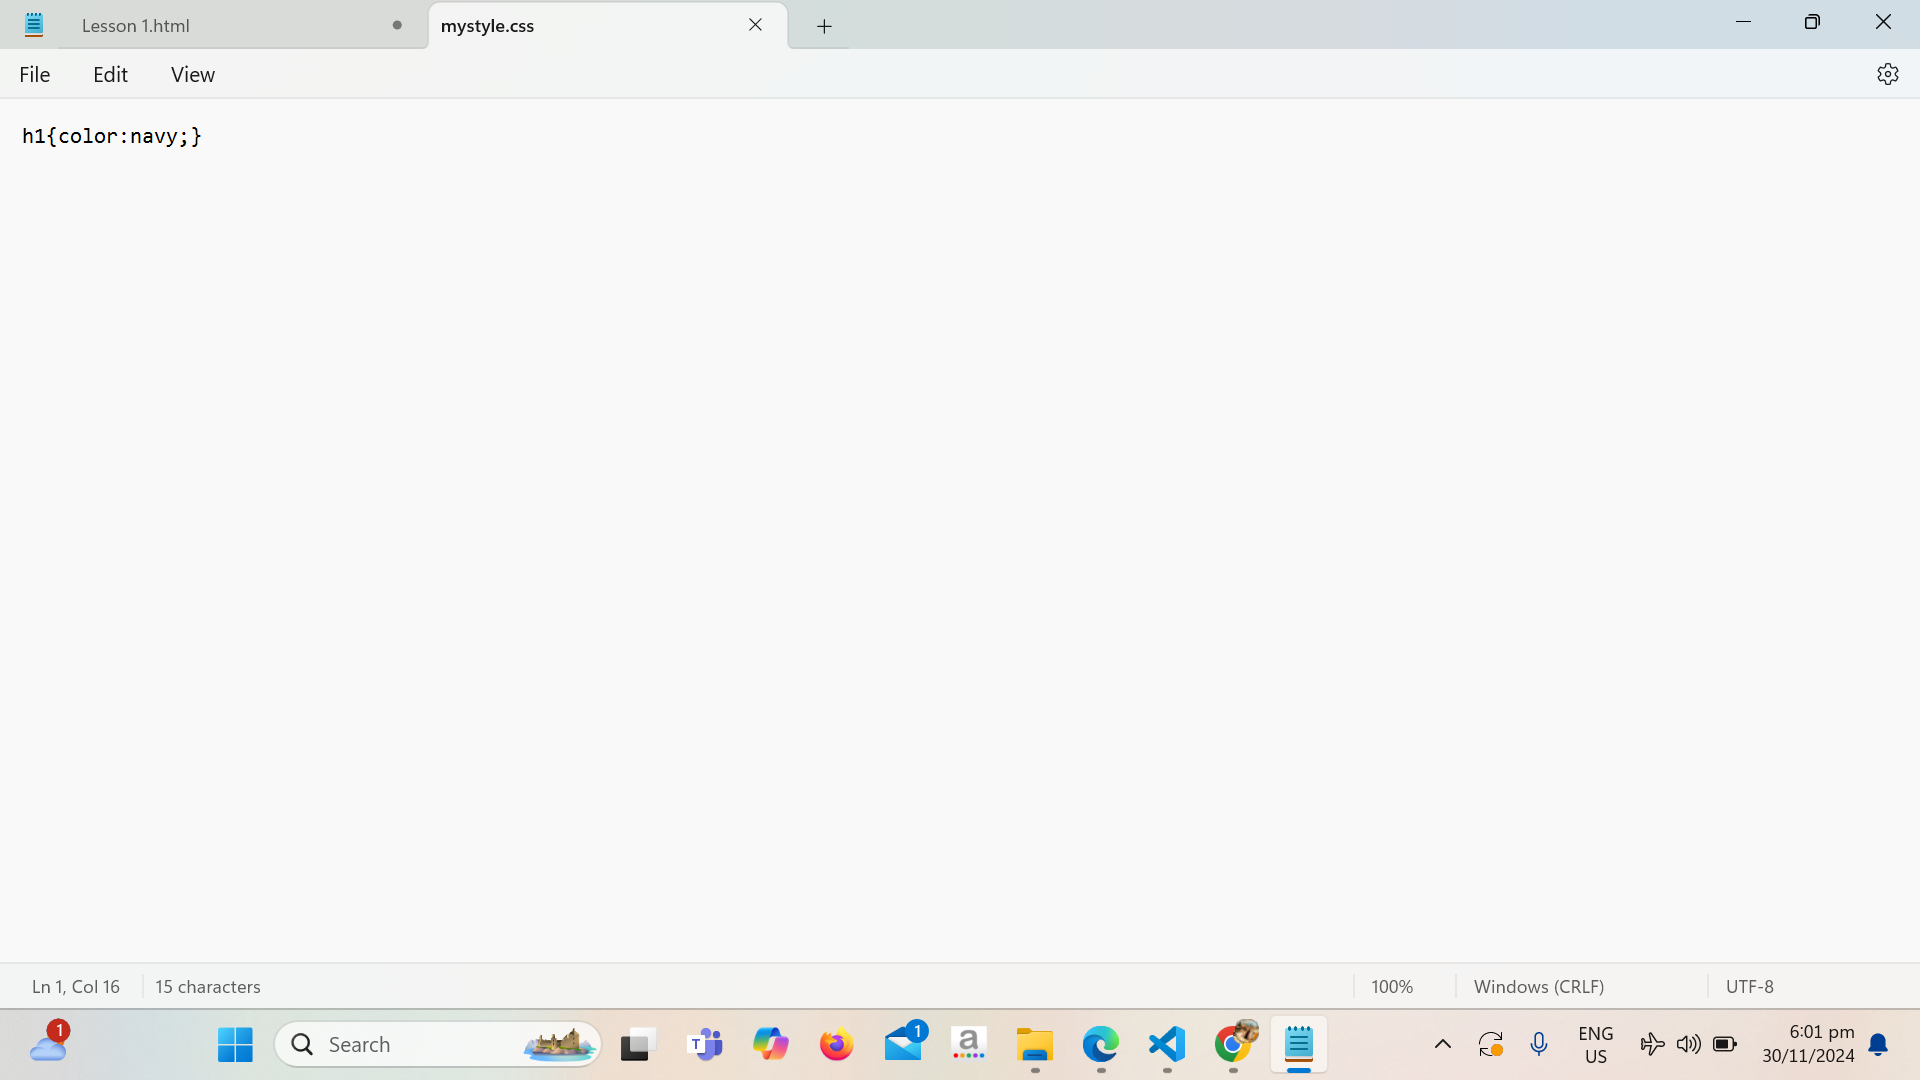 Lesson 1.html
mystyle.css
File Edit View
h1{color:navy;}
Ln 1, Col 16 15 characters 100% Windows (CRLF) UTF-8
1
Search
T
1
a
ENG
US
6:01 pm
30/11/2024